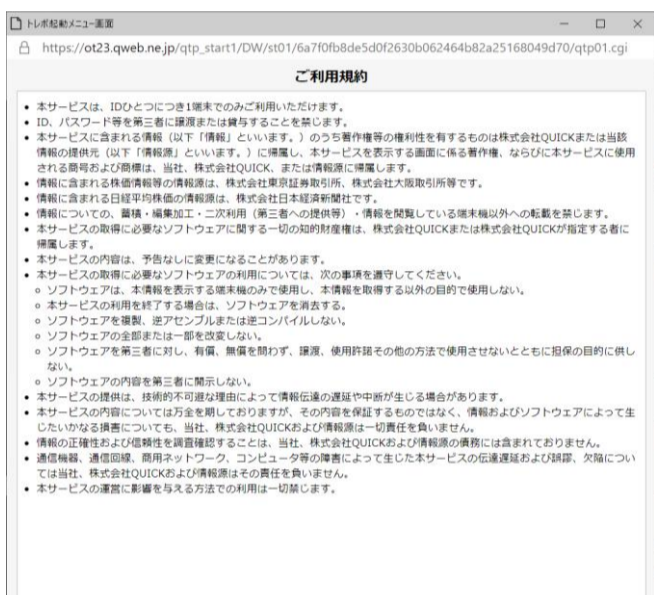 トレボ起動メニュー画面
https://ot23.qweb.ne.jp/qtp_start1/DW/st01/6a7f0fb8de5d0f2630b062464b82a25168049d70/qtp01.cgi
ご利用規約
• 本サービスは、IDひとつにつき1端末でのみご利用いただけます。
• ID、パスワード等を第三者に譲渡または貸与することを禁じます。
• 本サービスに含まれる情報（以下「情報」といいます。）のうち著作権等の権利性を有するものは株式会社QUICKまたは当該
情報の提供元（以下「情報源」といいます。）に帰属し、本サービスを表示する画面に係る著作権、ならびに本サービスに使用
される商号および商標は、当社、株式会社QUICK、または情報源に帰属します。
• 情報に含まれる株価情報等の情報源は、株式会社東京証券取引所、株式会社大阪取引所等です。
• 情報に含まれる日経平均株価の情報源は、株式会社日本経済新聞社です。
• 情報についての、蓄積・編集加工・二次利用（第三者への提供等）・情報を閲覧している端末機以外への転載を禁じます。
• 本サービスの取得に必要なソフトウェアに関する一切の知的財産権は、株式会社QUICKまたは株式会社QUICKが指定する者に
帰属します。
• 本サービスの内容は、予告なしに変更になることがあります。
• 本サービスの取得に必要なソフトウェアの利用については、次の事項を遵守してください。
○ ソフトウェアは、本情報を表示する端末機のみで使用し、本情報を取得する以外の目的で使用しない。
○ 本サービスの利用を終了する場合は、ソフトウェアを消去する。
○ ソフトウェアを複製、逆アセンブルまたは逆コンパイルしない。
○ ソフトウェアの全部または一部を改変しない。
○ ソフトウェアを第三者に対し、有償、無償を問わず、譲渡、使用許諾その他の方法で使用させないとともに担保の目的に供し
ない。
○ ソフトウェアの内容を第三者に開示しない。
• 本サービスの提供は、技術的不可避な理由によって情報伝達の遅延や中断が生じる場合があります。
• 本サービスの内容については万全を期しておりますが、その内容を保証するものではなく、情報およびソフトウェアによって生
じたいかなる損害についても、当社、株式会社QUICKおよび情報源は一切責任を負いません。
• 情報の正確性および信頼性を調査確認することは、当社、株式会社QUICKおよび情報源の債務には含まれておりません。
• 通信機器、通信回線、商用ネットワーク、コンピュータ等の障害によって生じた本サービスの伝達遅延および誤謬、欠陥につい
ては当社、株式会社QUICKおよび情報源はその責任を負いません。
• 本サービスの運営に影響を与える方法での利用は一切禁じます。